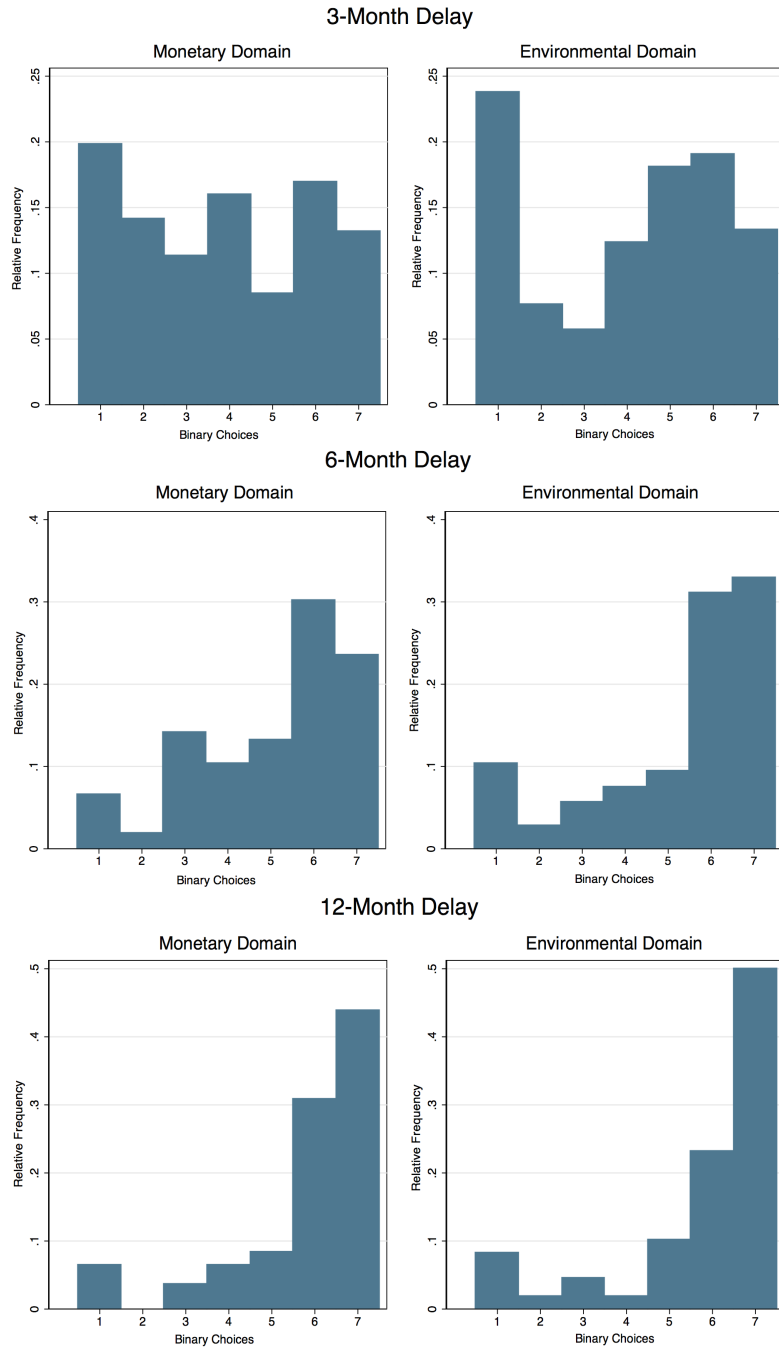 3-Month Delay
Monetary Domain
Environmental Domain
Relative Frequency
.25
.2
.15
.1
.05
0
1 2 3 4 5 6 7
Binary Choices
Relative Frequency
.25
.2
.15
.1
.05
0
1 2 3 4 5 6 7
Binary Choices
6-Month Delay
Monetary Domain
Environmental Domain
Relative Frequency
.4
.3
.2
.1
0
1 2 3 4 5 6 7
Binary Choices
Relative Frequency
.4
.3
.2
.1
0
1 2 3 4 5 6 7
Binary Choices
12-Month Delay
Monetary Domain
Environmental Domain
Relative Frequency
.5
.4
.3
.2
.1
0
1 2 3 4 5 6 7
Binary Choices
Relative Frequency
.5
.4
.3
.2
.1
0
1 2 3 4 5 6 7
Binary Choices